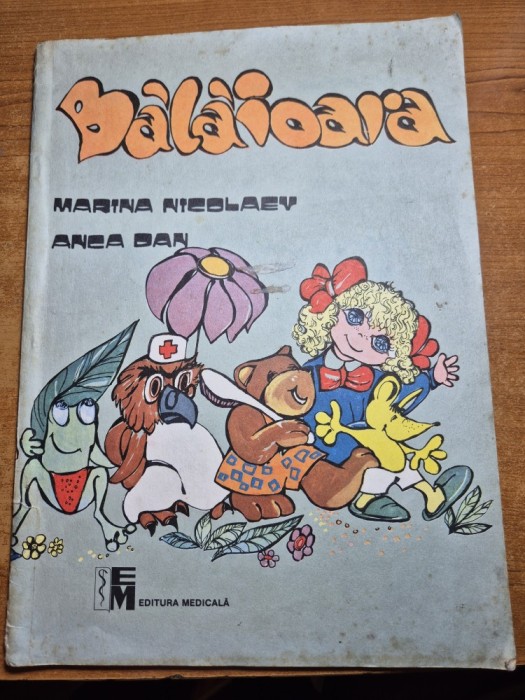 Bălăioara
MARINA NICOLAEV
ANCA DAN
EM EDITURA MEDICALĂ